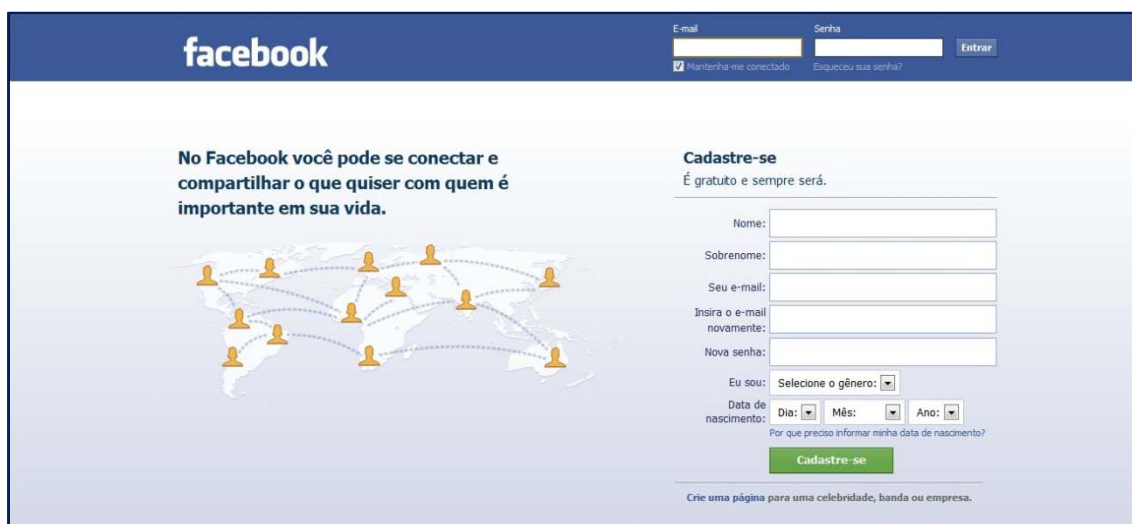 facebook
E-mail
Senha
Entrar
Mantenha-me conectado
Esqueceu sua senha?
No Facebook você pode se conectar e
compartilhar o que quiser com quem é
importante em sua vida.
Cadastre-se
É gratuito e sempre será.
Nome:
Sobrenome:
Seu e-mail:
Insira o e-mail
novamente:
Nova senha:
Eu sou: Selecione o gênero:
Data de
nascimento: Dia: Mês: Ano:
Por que preciso informar minha data de nascimento?
Cadastre-se
Crie uma página para uma celebridade, banda ou empresa.